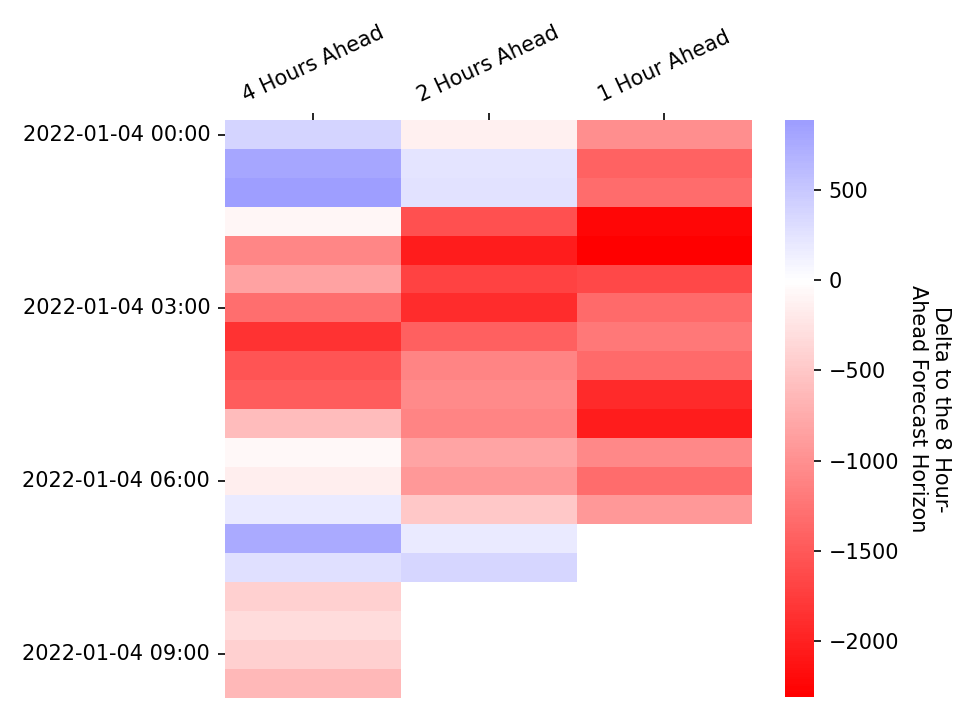 4 Hours Ahead
2 Hours Ahead
1 Hour Ahead
2022-01-04 00:00
2022-01-04 03:00
2022-01-04 06:00
2022-01-04 09:00
500
0
−500
−1000
−1500
−2000
Delta to the 8 Hour-
Ahead Forecast Horizon